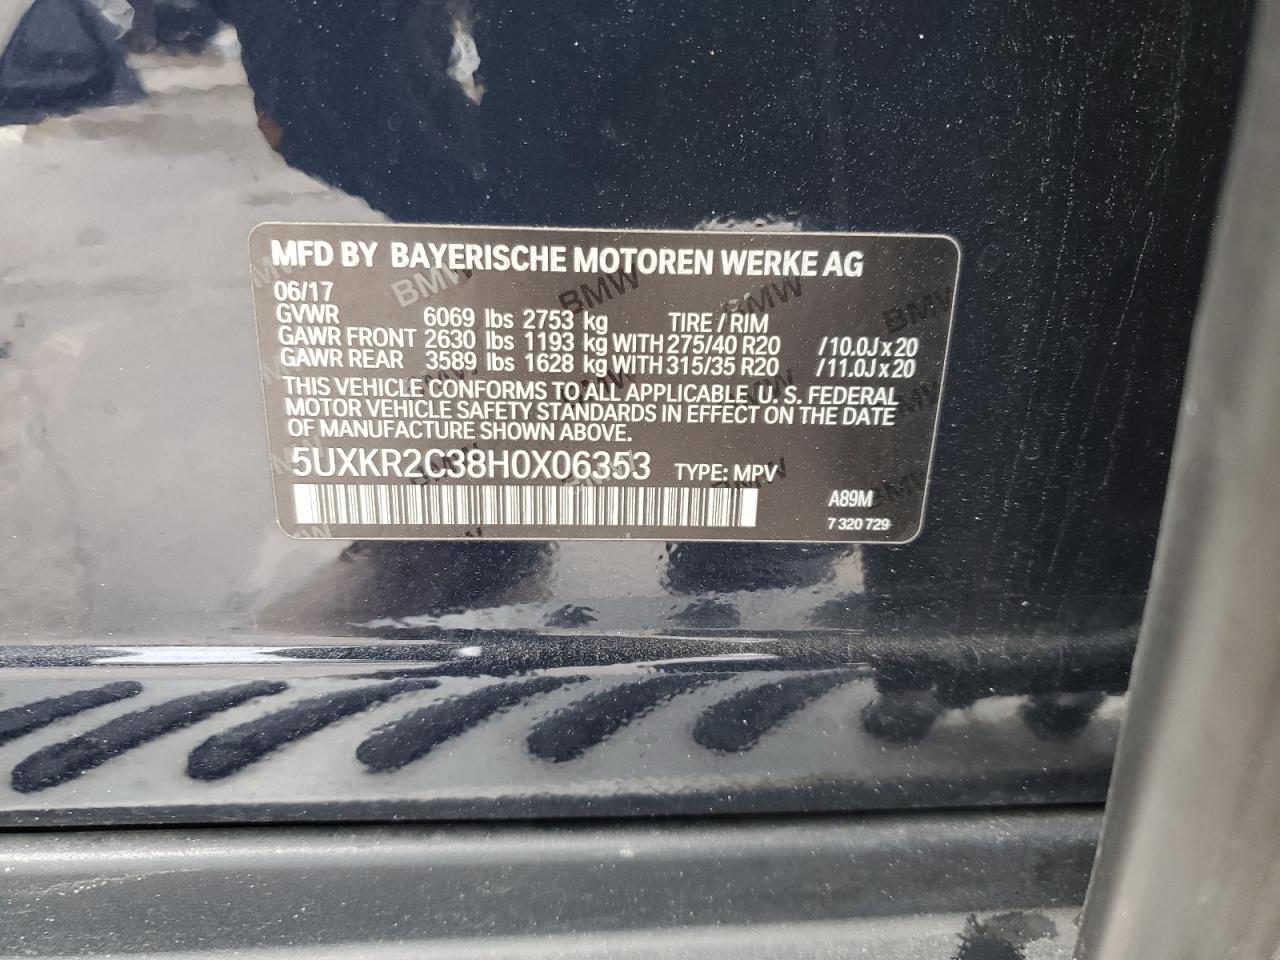 MFD BY BAYERISCHE MOTOREN WERKE AG
06/17
GVWR 6069 lbs 2753 kg TIRE / RIM
GAWR FRONT 2630 lbs 1193 kg WITH 275/40 R20 /10.0J x 20
GAWR REAR 3589 lbs 1628 kg WITH 315/35 R20 /11.0J x 20
THIS VEHICLE CONFORMS TO ALL APPLICABLE U. S. FEDERAL
MOTOR VEHICLE SAFETY STANDARDS IN EFFECT ON THE DATE
OF MANUFACTURE SHOWN ABOVE.
5UXKR2C38H0X06353 TYPE: MPV
A89M
7 320 729